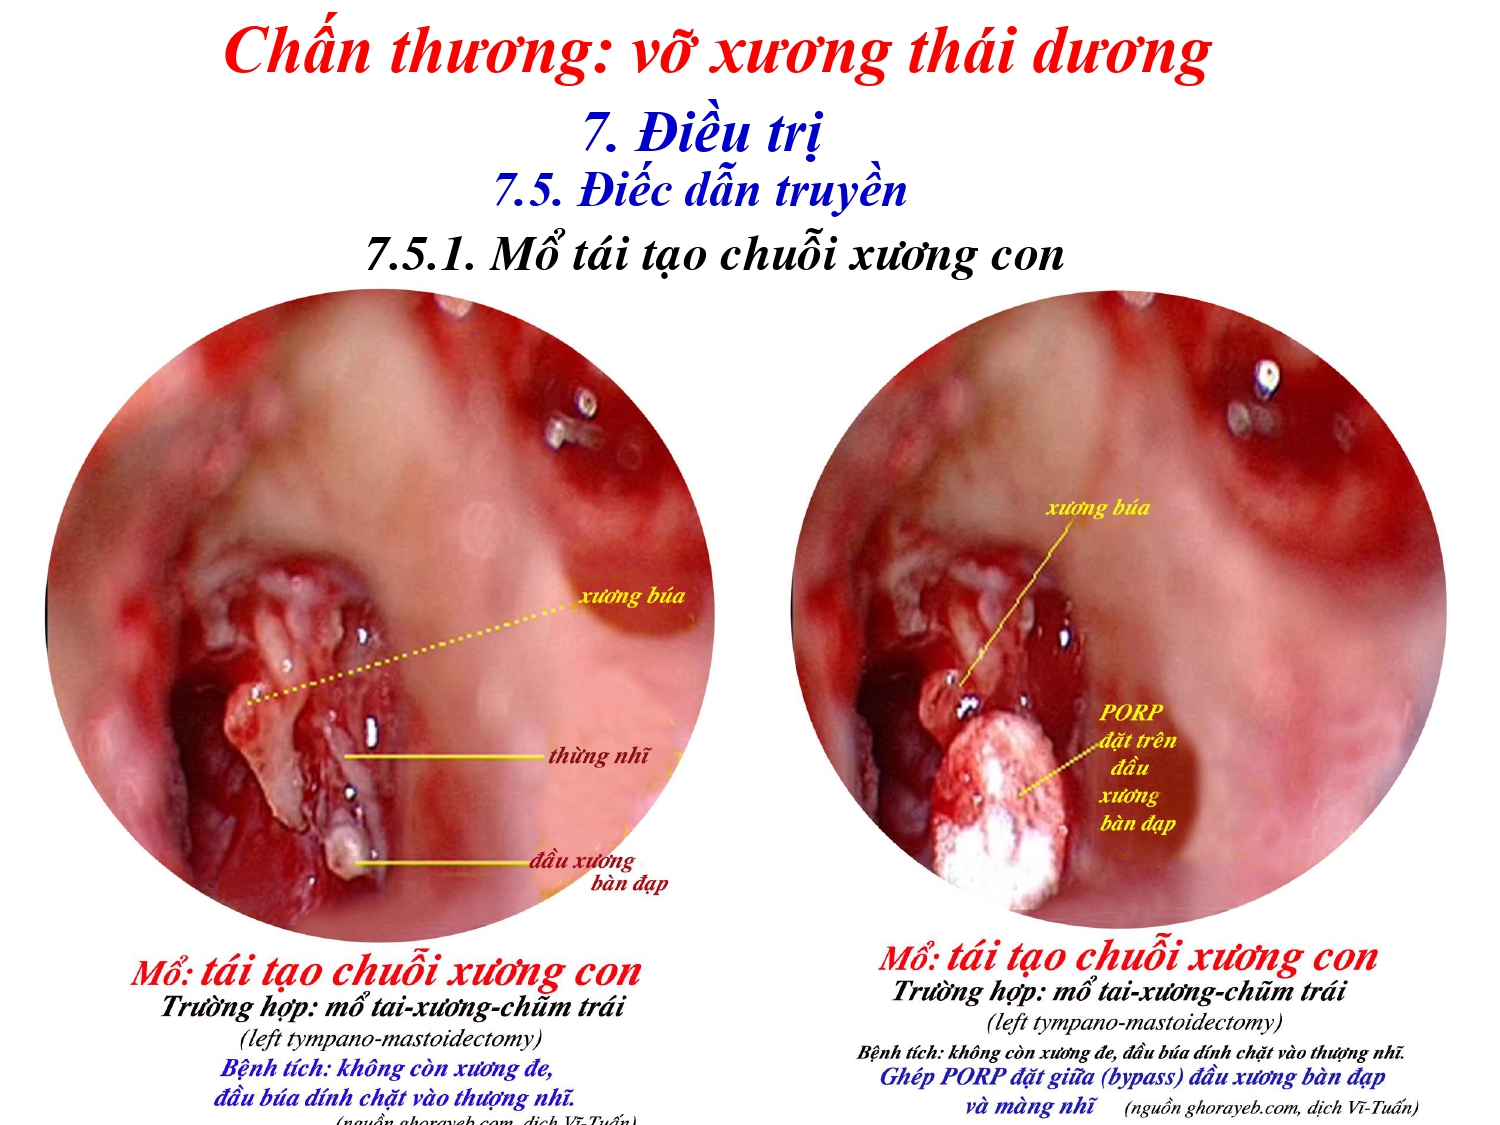 Chấn thương: vỡ xương thái dương
7. Điều trị
7.5. Điếc dẫn truyền
7.5.1. Mổ tái tạo chuỗi xương con
xương búa
thừng nhĩ
đầu xương
bàn đạp
xương búa
PORP
đặt trên
đầu
xương
bàn đạp
Mổ: tái tạo chuỗi xương con
Trường hợp: mổ tai-xương-chũm trái
(left tympano-mastoidectomy)
Bệnh tích: không còn xương đe,
đầu búa dính chặt vào thượng nhĩ.
(nguồn ghorayeb.com, dịch Vĩ-Tuấn)
Mổ: tái tạo chuỗi xương con
Trường hợp: mổ tai-xương-chũm trái
(left tympano-mastoidectomy)
Bệnh tích: không còn xương đe, đầu búa dính chặt vào thượng nhĩ.
Ghép PORP đặt giữa (bypass) đầu xương bàn đạp
và màng nhĩ (nguồn ghorayeb.com, dịch Vĩ-Tuấn)